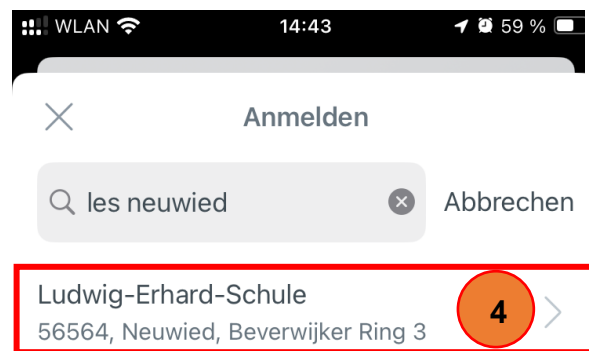 WLAN 14:43 59 %
Anmelden
les neuwied Abbrechen
Ludwig-Erhard-Schule
4
56564, Neuwied, Beverwijker Ring 3